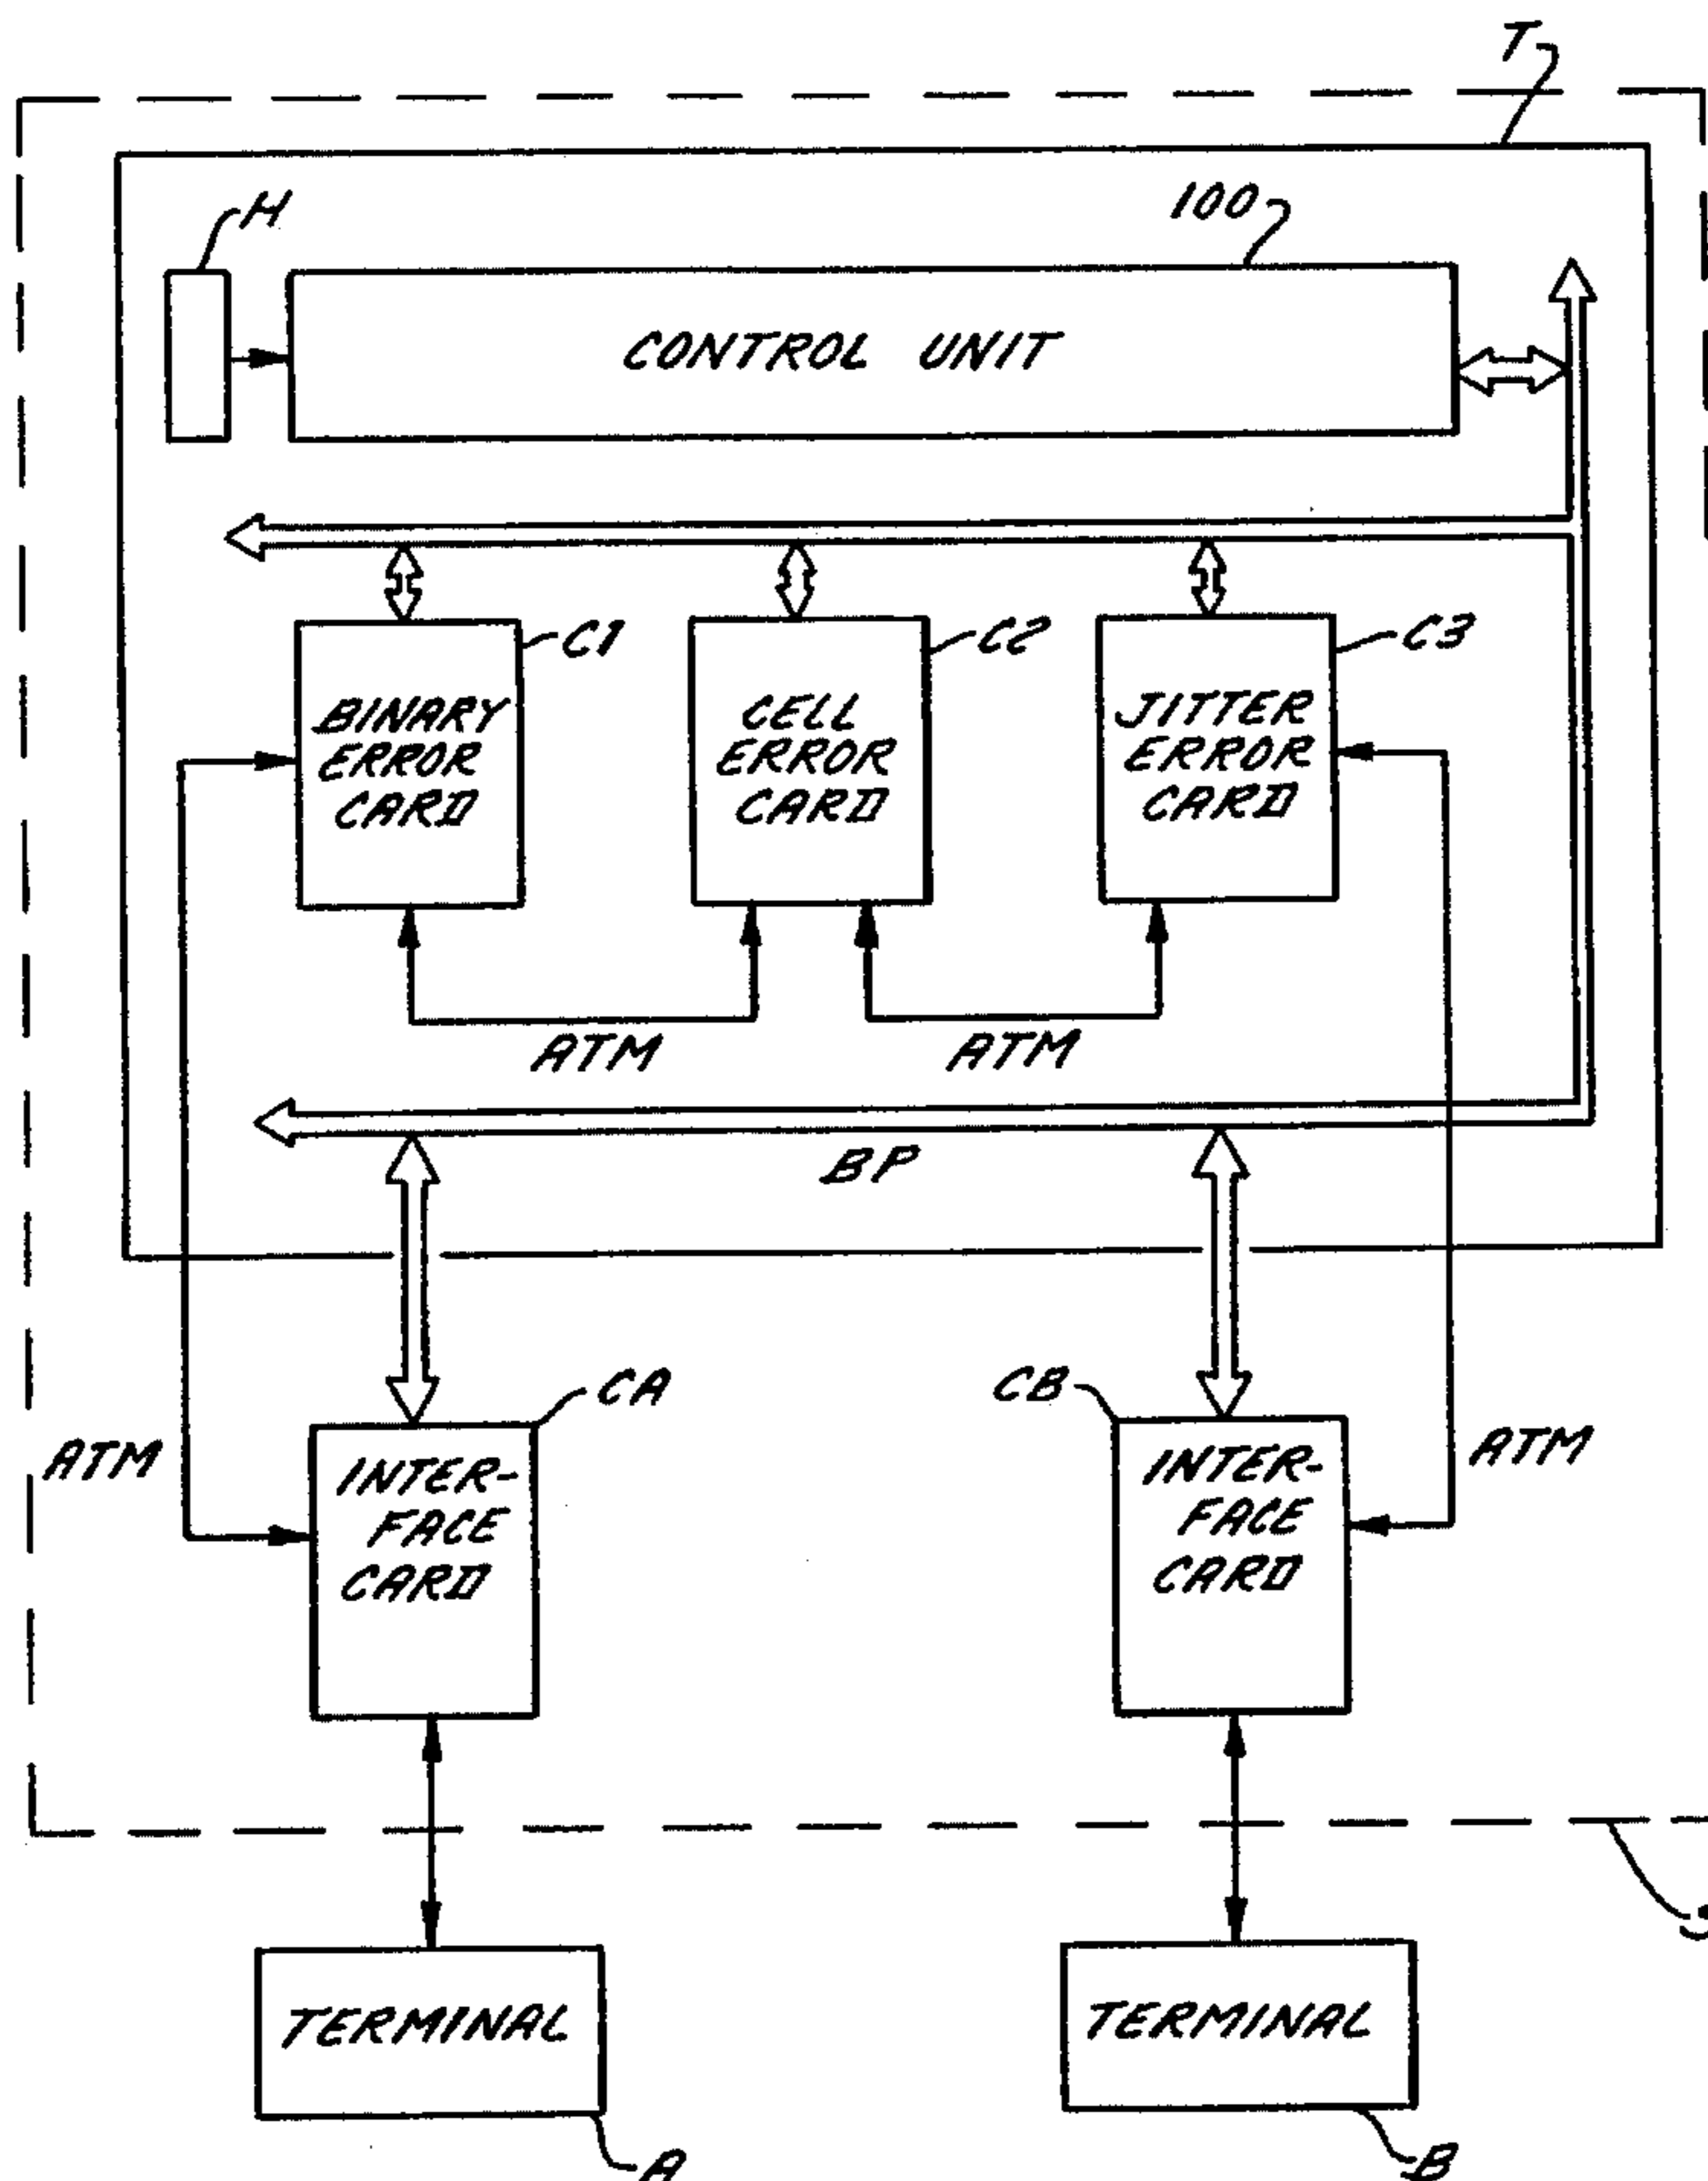 T
H
100
CONTROL UNIT
C1
C2
C3
BINARY
ERROR
CARD
CELL
ERROR
CARD
JITTER
ERROR
CARD
ATM
ATM
BP
CA
CB
ATM
INTER-
FACE
CARD
INTER-
FACE
CARD
ATM
TERMINAL
TERMINAL
A
B